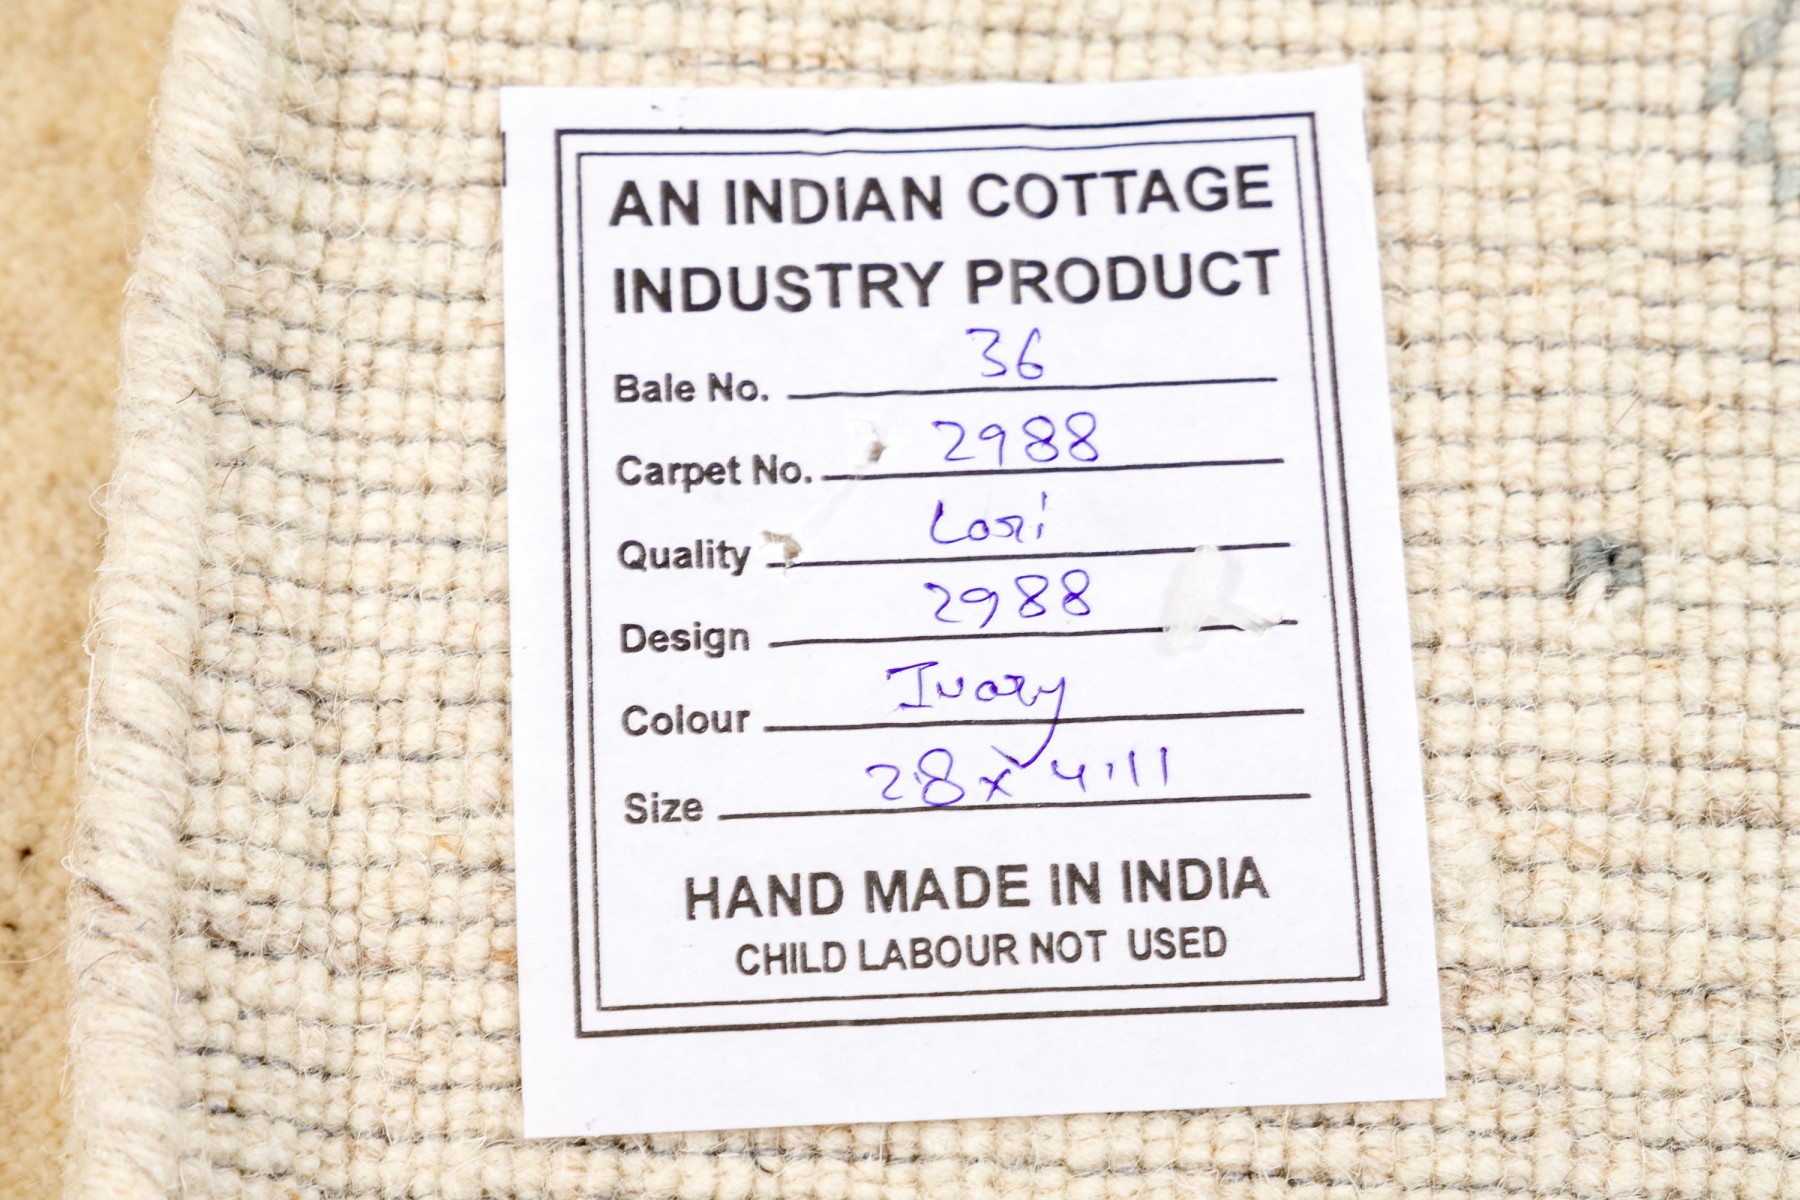 AN INDIAN COTTAGE
INDUSTRY PRODUCT
Bale No. 36
Carpet No. 2988
Quality Lori
Design 2988
Colour Ivory
Size 2.8x 4.11
HAND MADE IN INDIA
CHILD LABOUR NOT USED